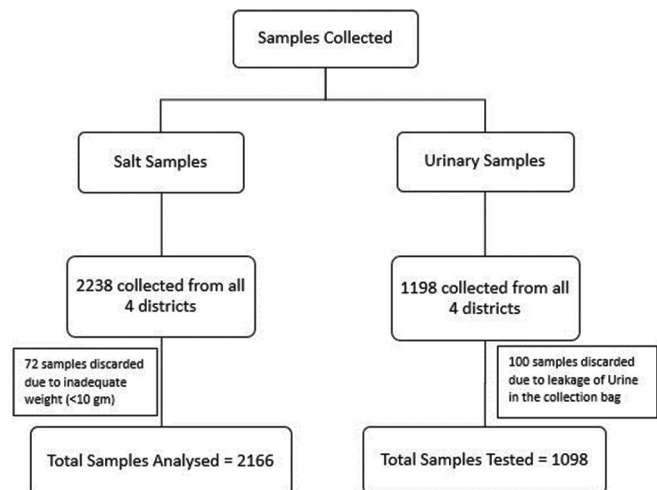 Samples Collected
Salt Samples
Urinary Samples
2238 collected from all
4 districts
1198 collected from all
4 districts
72 samples discarded
due to inadequate
weight (<10 gm)
100 samples discarded
due to leakage of Urine
in the collection bag
Total Samples Analysed = 2166
Total Samples Tested = 1098